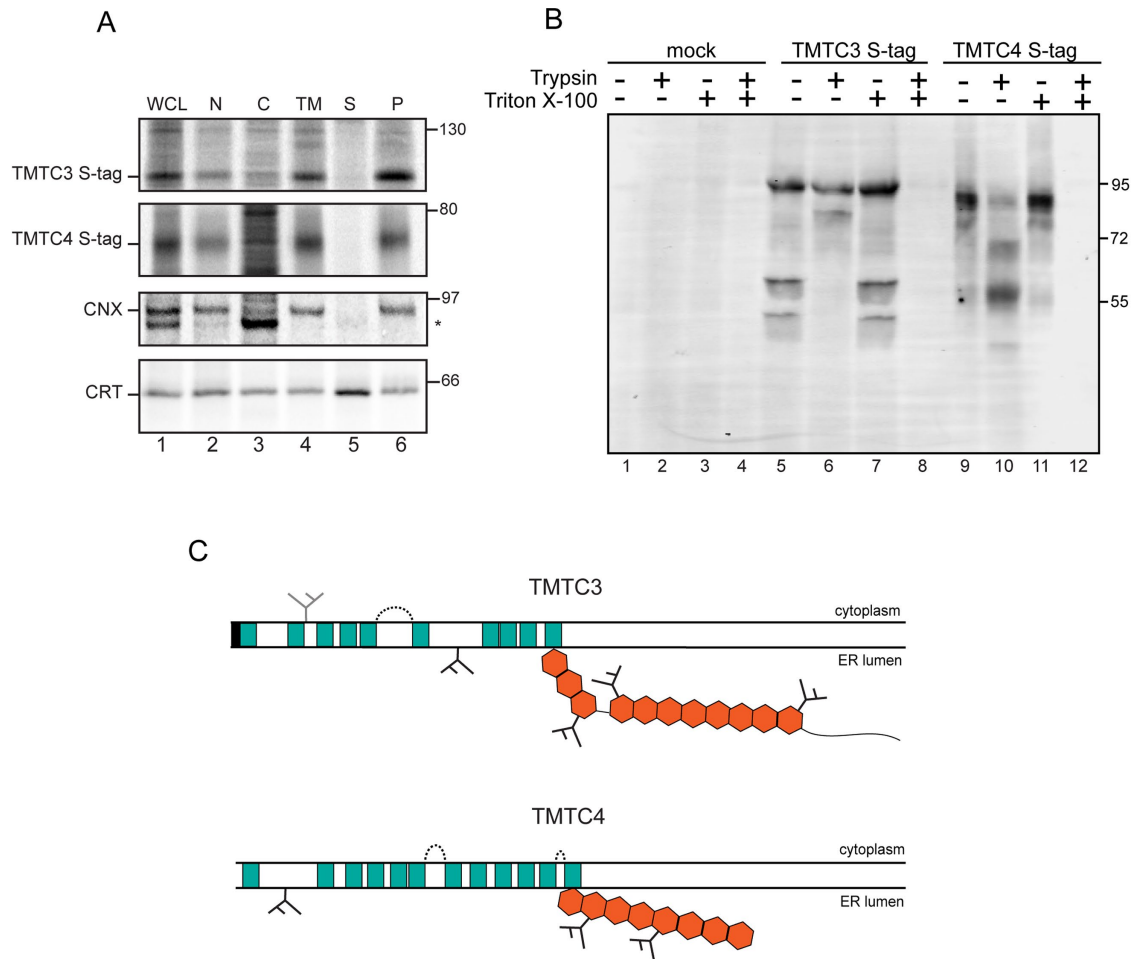 A
WCL N C TM S P
130
TMTC3 S-tag
80
TMTC4 S-tag
97
CNX
*
66
CRT
1 2 3 4 5 6
B
mock TMTC3 S-tag TMTC4 S-tag
Trypsin - + - + - + - + - + - +
Triton X-100 - - + + - - + + - - + +
95
72
55
1 2 3 4 5 6 7 8 9 10 11 12
C
TMTC3
cytoplasm
ER lumen
TMTC4
cytoplasm
ER lumen